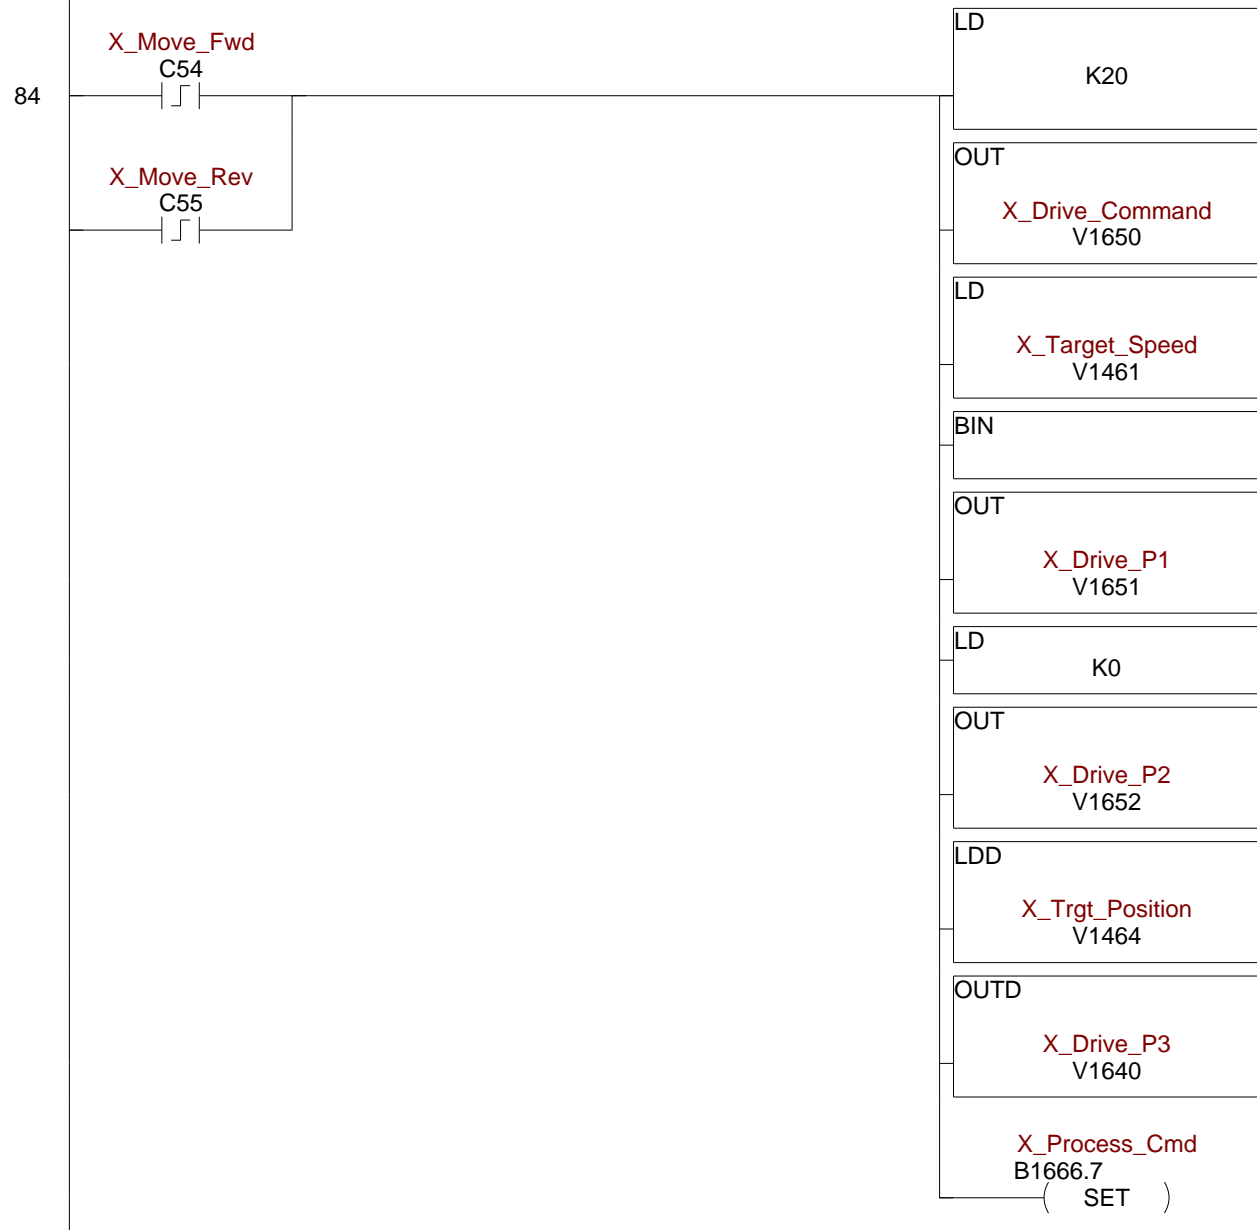 X_Move_Fwd
C54
84
X_Move_Rev
C55
LD
K20
OUT
X_Drive_Command
V1650
LD
X_Target_Speed
V1461
BIN
OUT
X_Drive_P1
V1651
LD
K0
OUT
X_Drive_P2
V1652
LDD
X_Trgt_Position
V1464
OUTD
X_Drive_P3
V1640
X_Process_Cmd
B1666.7
SET